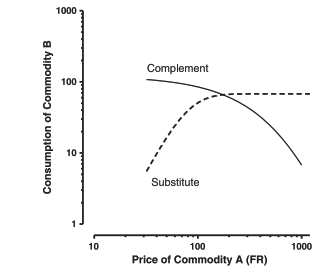 1000
Complement
100
Consumption of Commodity B
10
Substitute
1
10 100 1000
Price of Commodity A (FR)